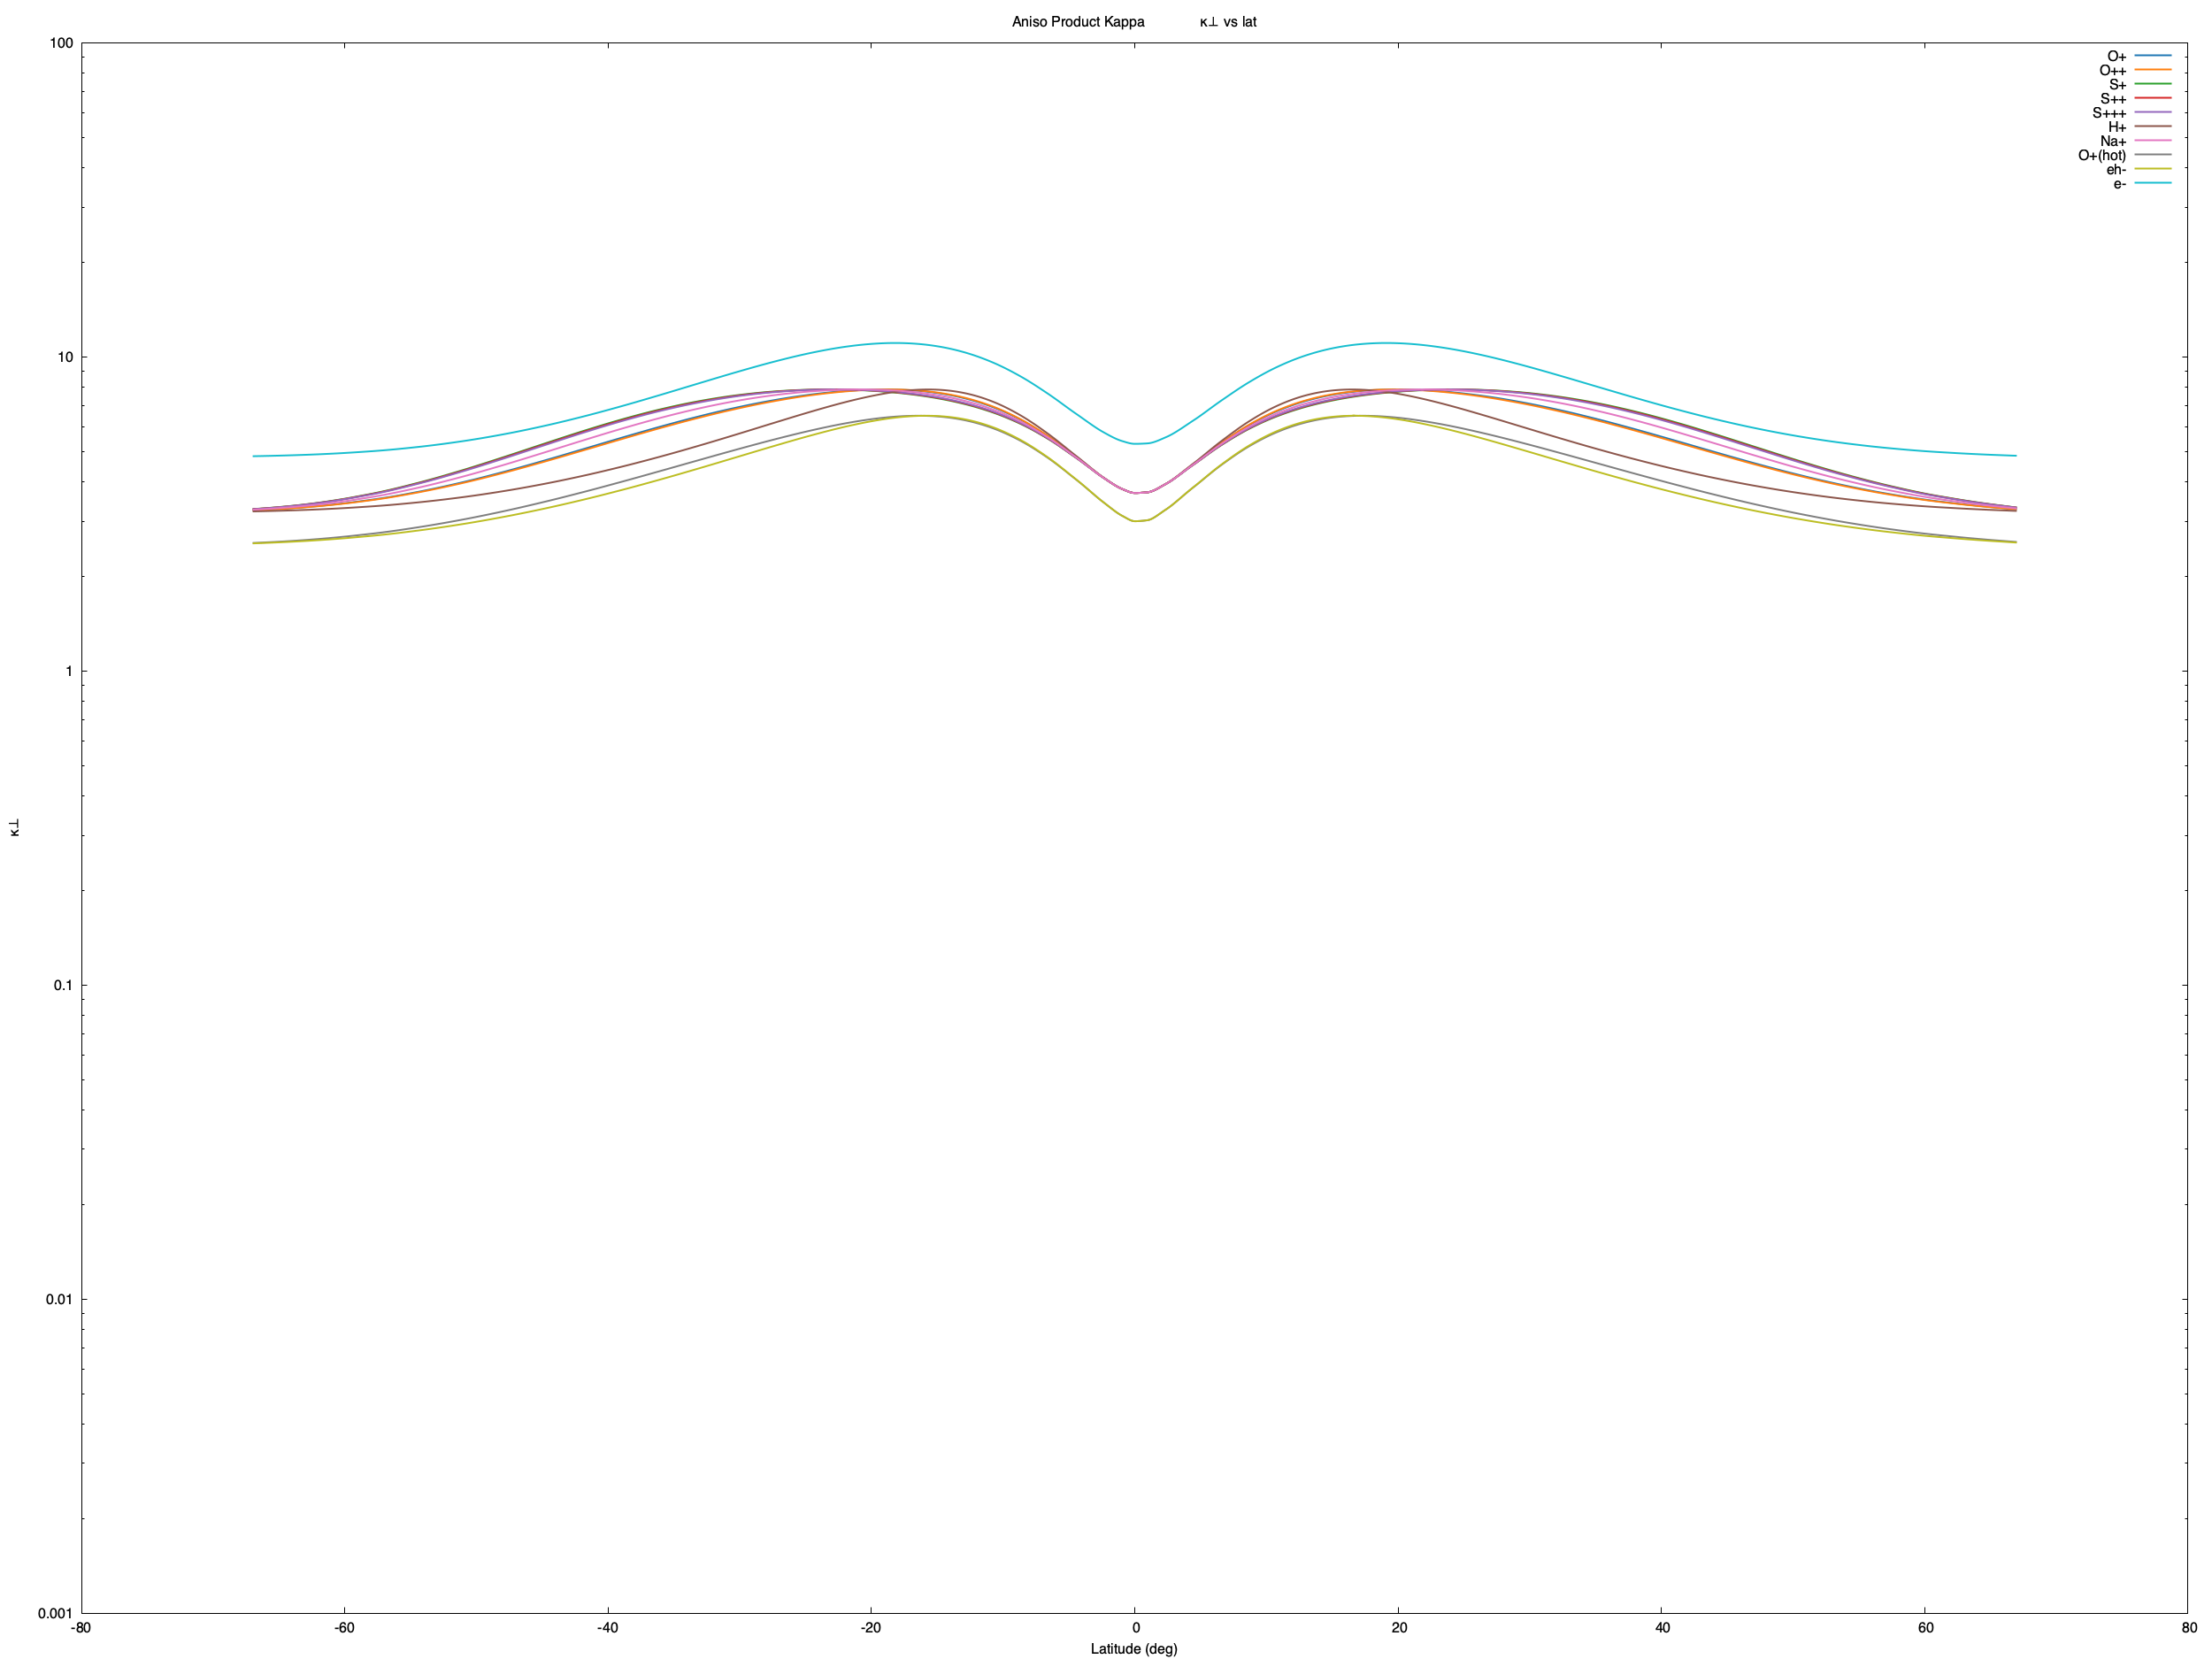 Aniso Product Kappa κ⊥ vs lat
100
10
1
0.1
0.01
0.001
κ⊥
O+
O++
S+
S++
S+++
H+
Na+
O+(hot)
eh-
e-
-80 -60 -40 -20 0 20 40 60 80
Latitude (deg)